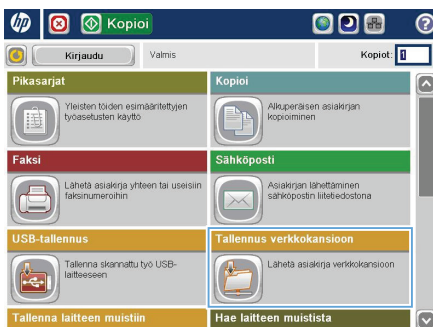 hp
Kopioi
?
Kirjaudu
Valmis
Kopiot: 1
Pikasarjat
Yleisten töiden esimääritettyjen
työasetusten käyttö
Kopioi
Alkuperäisen asiakirjan
kopioiminen
Faksi
Lähetä asiakirja yhteen tai useisiin
faksinumeroihin
Sähköposti
Asiakirjan lähettäminen
sähköpostin liitetiedostona
USB-tallennus
Tallenna skannattu työ USB-
laitteeseen
Tallennus verkkokansioon
Lähetä asiakirja verkkokansioon
Tallenna laitteen muistiin
Hae laitteen muistista